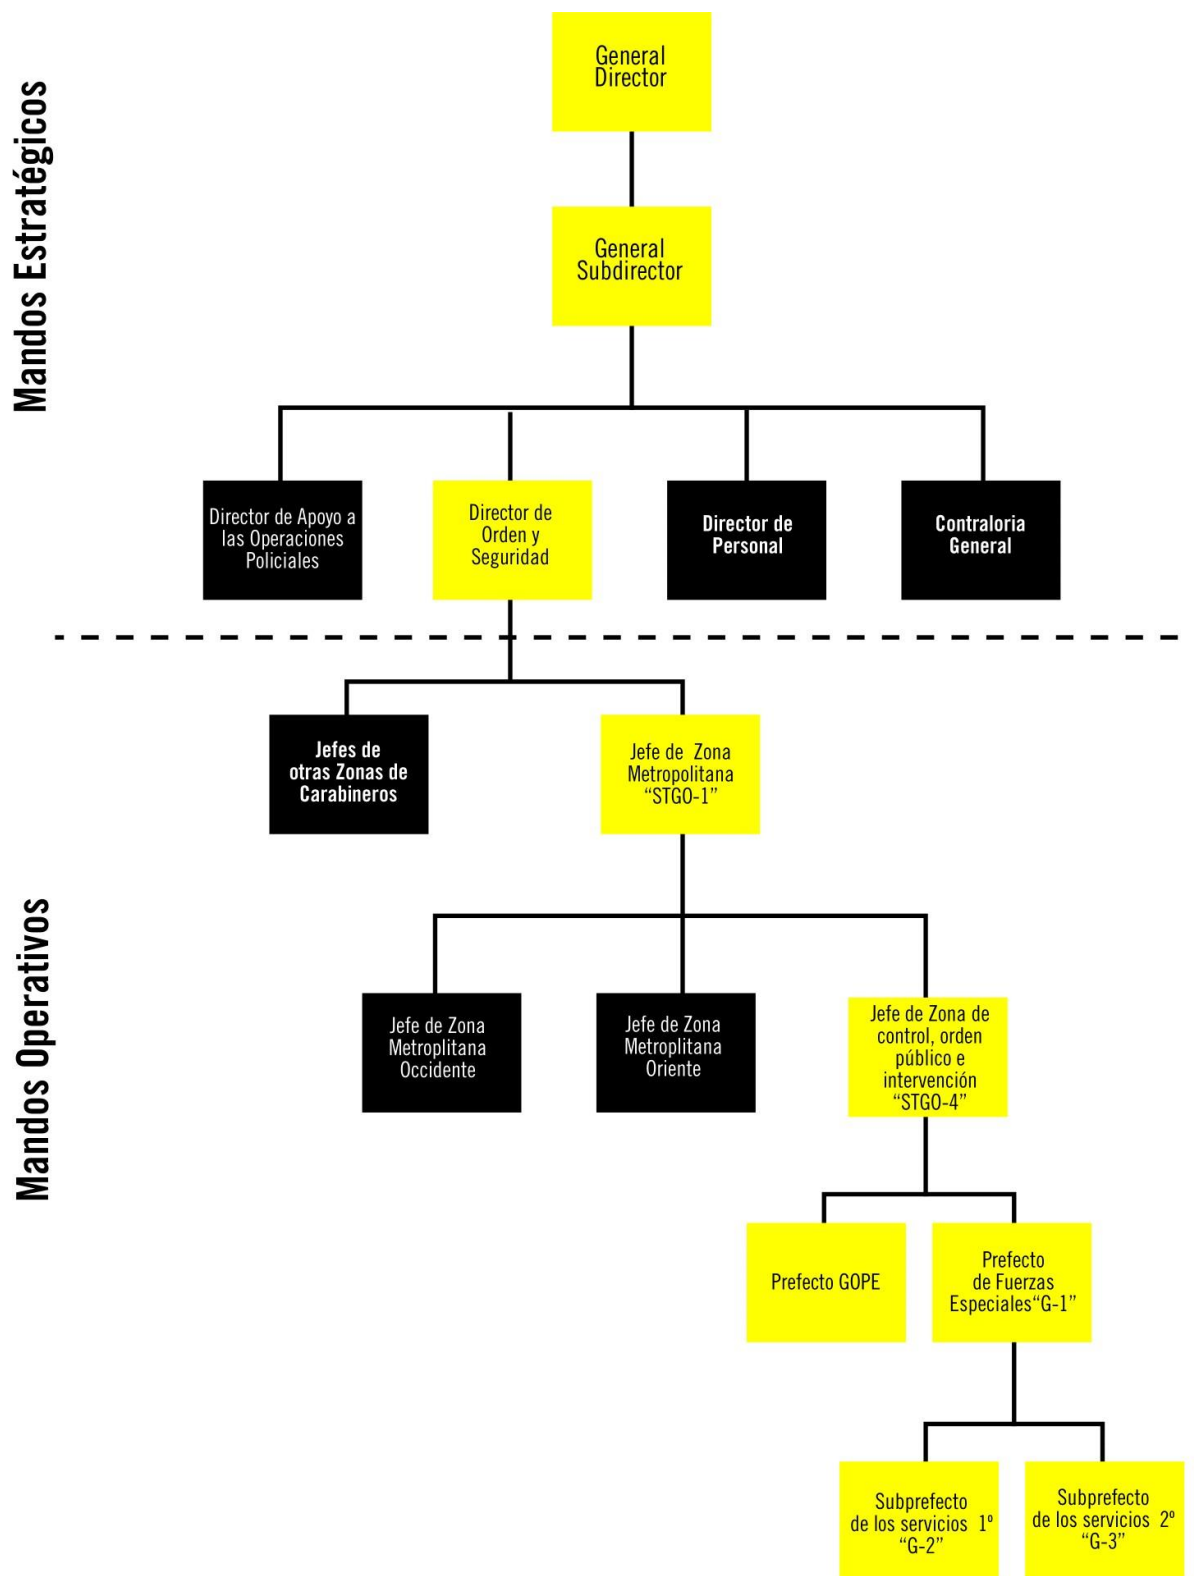 Mandos Estratégicos
General
Director
General
Subdirector
Director de Apoyo a
las Operaciones
Policiales
Director de
Orden y
Seguridad
Director de
Personal
Contraloria
General
Mandos Operativos
Jefes de
otras Zonas de
Carabineros
Jefe de Zona
Metropolitana
“STGO-1”
Jefe de Zona
Metroplitana
Occidente
Jefe de Zona
Metroplitana
Oriente
Jefe de Zona de
control, orden
público e
intervención
“STGO-4”
Prefecto GOPE
Prefecto
de Fuerzas
Especiales“G-1”
Subprefecto
de los servicios 1º
“G-2”
Subprefecto
de los servicios 2º
“G-3”